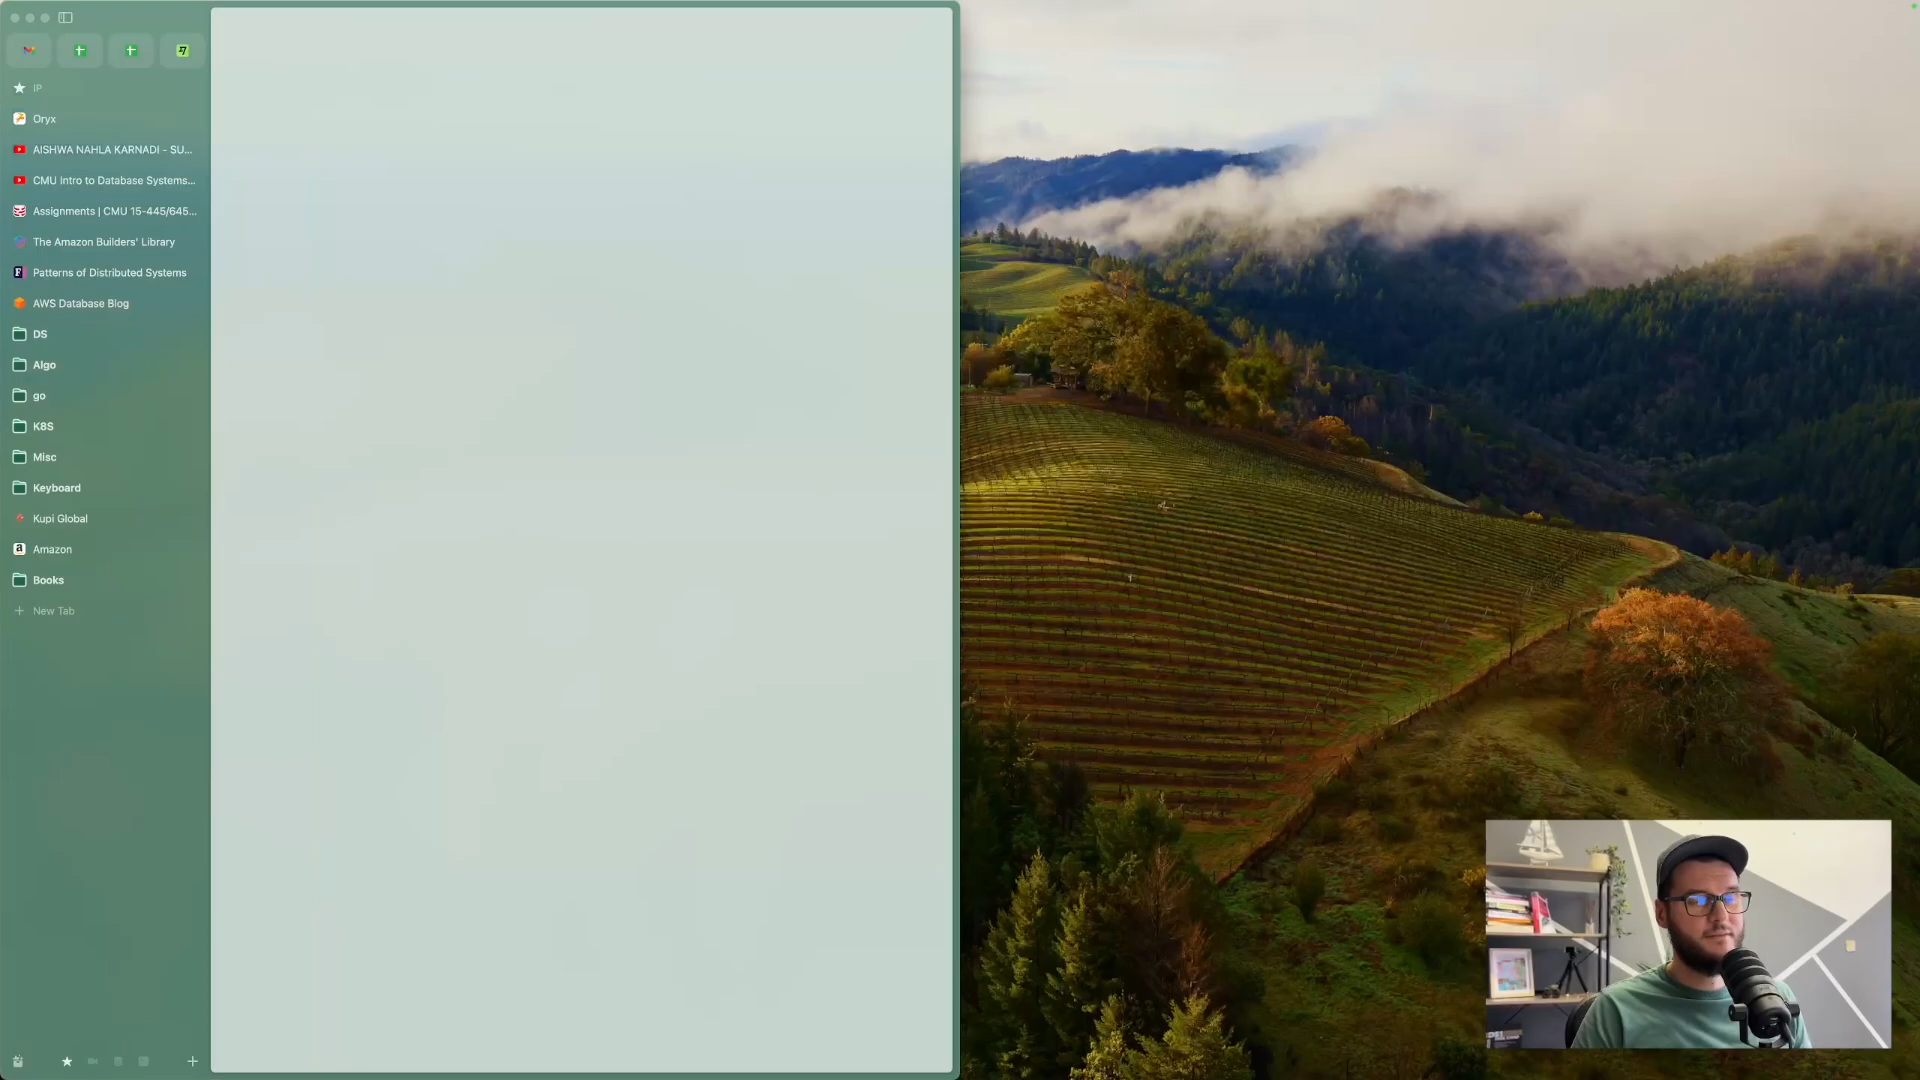 IP
Oryx
AISHWA NAHLA KARNADI - SU...
CMU Intro to Database Systems...
Assignments | CMU 15-445/645...
The Amazon Builders' Library
Patterns of Distributed Systems
AWS Database Blog
DS
Algo
go
K8S
Misc
Keyboard
Kupi Global
Amazon
Books
New Tab